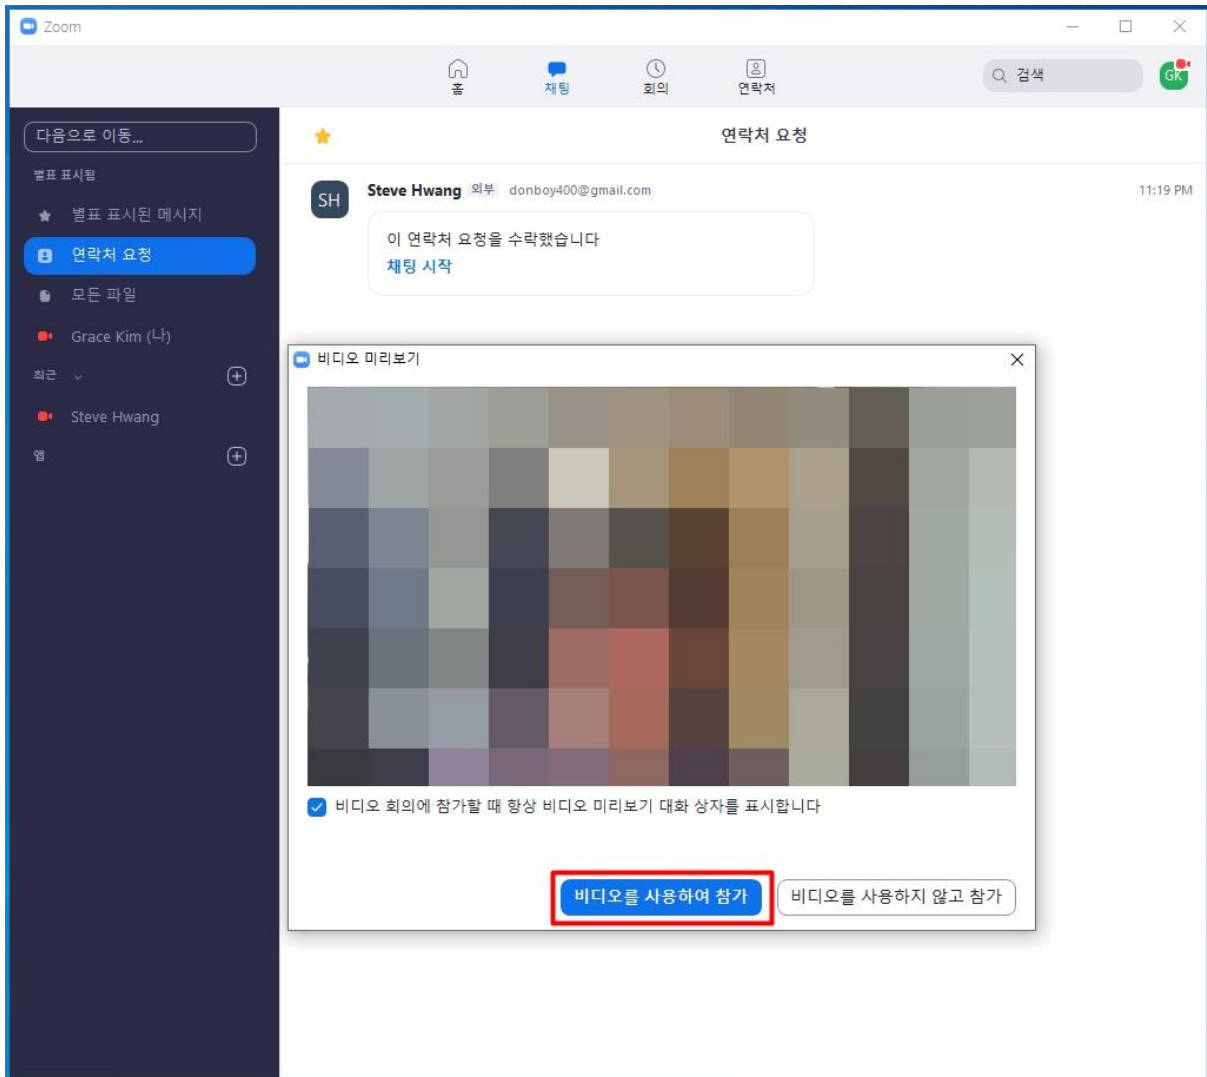 Zoom
홈
채팅
회의
연락처
검색
GK
다음으로 이동...
별표 표시됨
별표 표시된 메시지
연락처 요청
모든 파일
Grace Kim (나)
최근
Steve Hwang
앱
연락처 요청
SH
Steve Hwang 외부 donboy400@gmail.com
11:19 PM
이 연락처 요청을 수락했습니다
채팅 시작
비디오 미리보기
비디오 회의에 참가할 때 항상 비디오 미리보기 대화 상자를 표시합니다
비디오를 사용하여 참가
비디오를 사용하지 않고 참가